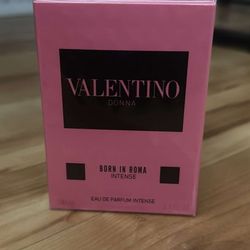 VALENTINO
DONNA
BORN IN ROMA
INTENSE
EAU DE PARFUM INTENSE